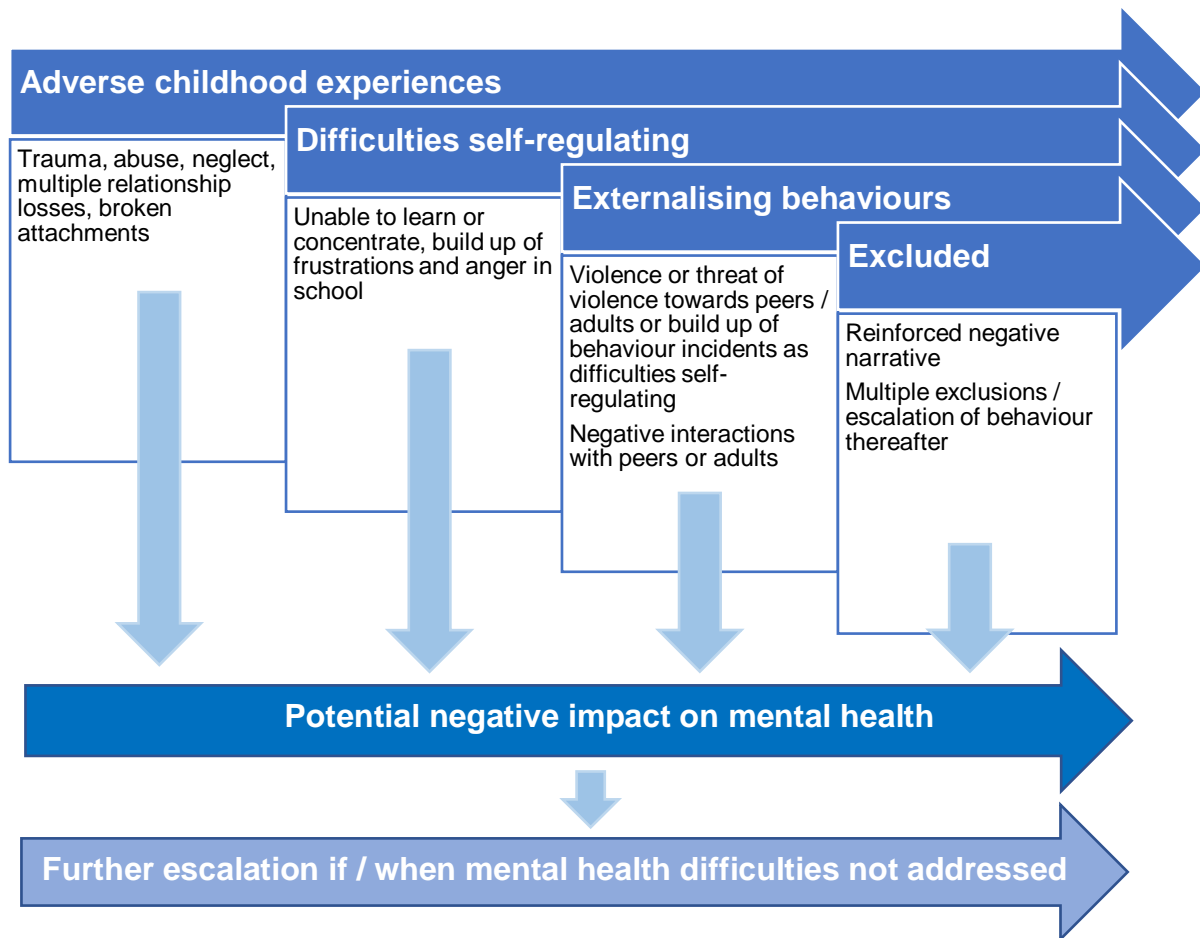 Adverse childhood experiences
Trauma, abuse, neglect,
multiple relationship
losses, broken
attachments
Difficulties self-regulating
Unable to learn or
concentrate, build up of
frustrations and anger in
school
Externalising behaviours
Violence or threat of
violence towards peers /
adults or build up of
behaviour incidents as
difficulties self-
regulating
Negative interactions
with peers or adults
Excluded
Reinforced negative
narrative
Multiple exclusions /
escalation of behaviour
thereafter
Potential negative impact on mental health
Further escalation if / when mental health difficulties not addressed